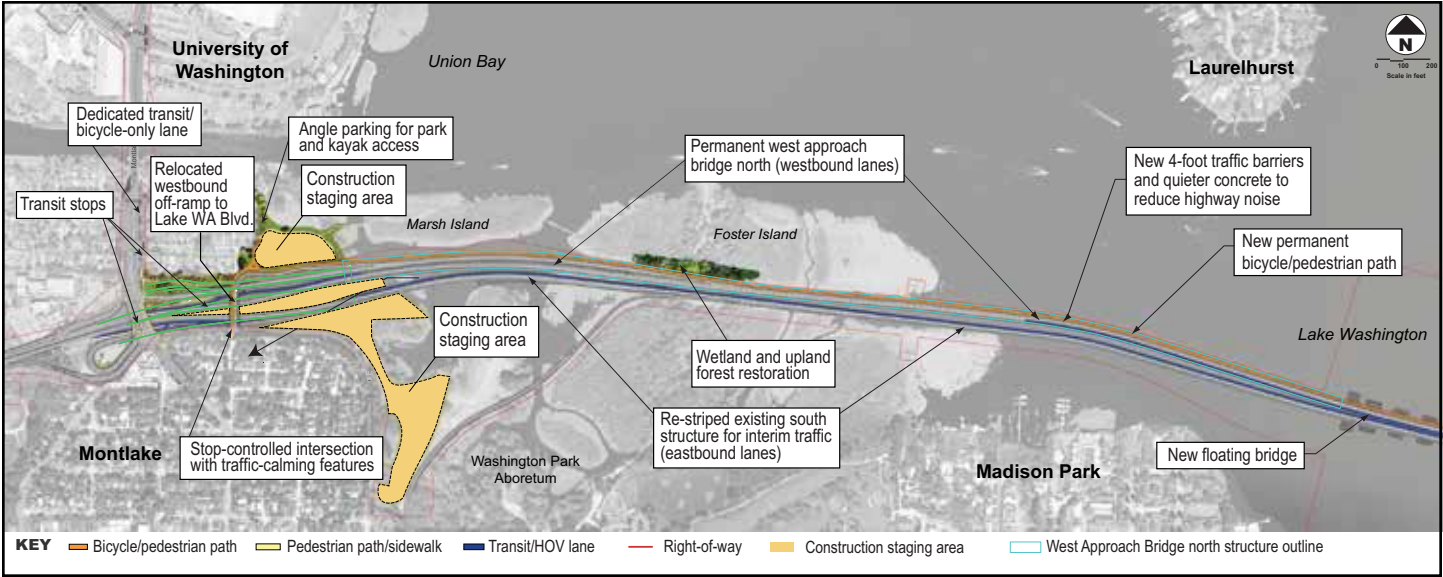 University of
Washington
Union Bay
Laurelhurst
N
0 100 200
Scale in feet
Dedicated transit/
bicycle-only lane
Angle parking for park
and kayak access
Permanent west approach
bridge north (westbound lanes)
New 4-foot traffic barriers
and quieter concrete to
reduce highway noise
Relocated
westbound
off-ramp to
Lake WA Blvd.
Construction
staging area
Transit stops
Marsh Island
Foster Island
New permanent
bicycle/pedestrian path
Construction
staging area
Lake Washington
Wetland and upland
forest restoration
Re-striped existing south
structure for interim traffic
(eastbound lanes)
Montlake
Stop-controlled intersection
with traffic-calming features
Washington Park
Aboretum
Madison Park
New floating bridge
KEY Bicycle/pedestrian path Pedestrian path/sidewalk Transit/HOV lane Right-of-way Construction staging area West Approach Bridge north structure outline